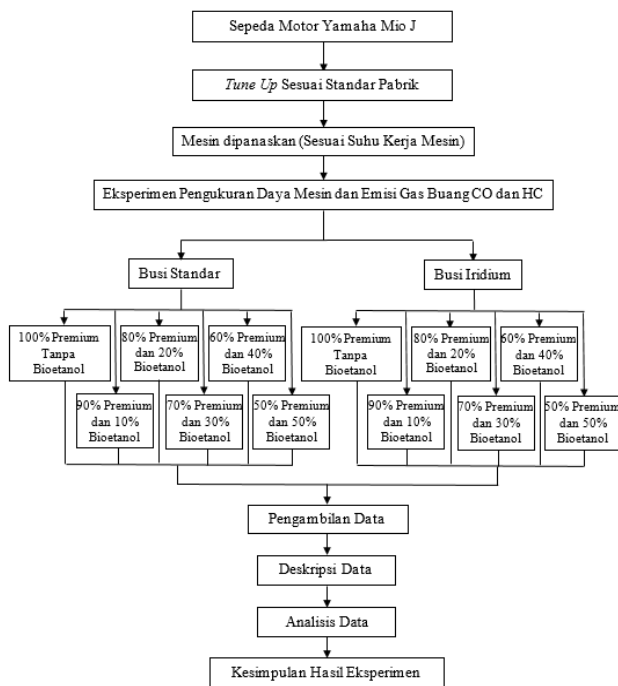 Sepeda Motor Yamaha Mio J
Tune Up Sesuai Standar Pabrik
Mesin dipanaskan (Sesuai Suhu Kerja Mesin)
Eksperimen Pengukuran Daya Mesin dan Emisi Gas Buang CO dan HC
Busi Standar
100% Premium
Tanpa
Bioetanol
80% Premium
dan 20%
Bioetanol
60% Premium
dan 40%
Bioetanol
90% Premium
dan 10%
Bioetanol
70% Premium
dan 30%
Bioetanol
50% Premium
dan 50%
Bioetanol
Busi Iridium
100% Premium
Tanpa
Bioetanol
80% Premium
dan 20%
Bioetanol
60% Premium
dan 40%
Bioetanol
90% Premium
dan 10%
Bioetanol
70% Premium
dan 30%
Bioetanol
50% Premium
dan 50%
Bioetanol
Pengambilan Data
Deskripsi Data
Analisis Data
Kesimpulan Hasil Eksperimen